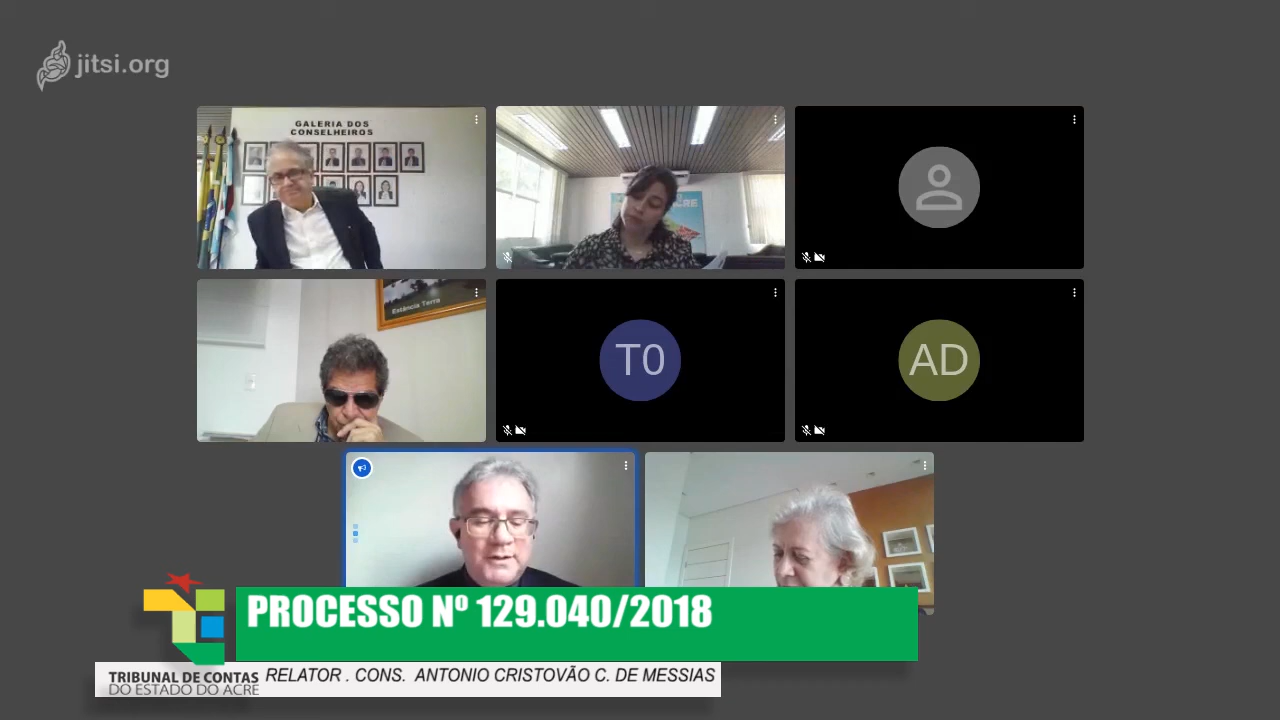 jitsi.org
GALERIA DOS
CONSELHEIROS
CRE
Estância Terra
T0
AD
PROCESSO Nº 129.040/2018
TRIBUNAL DE CONTAS
DO ESTADO DO ACRE
RELATOR . CONS. ANTONIO CRISTOVÃO C. DE MESSIAS